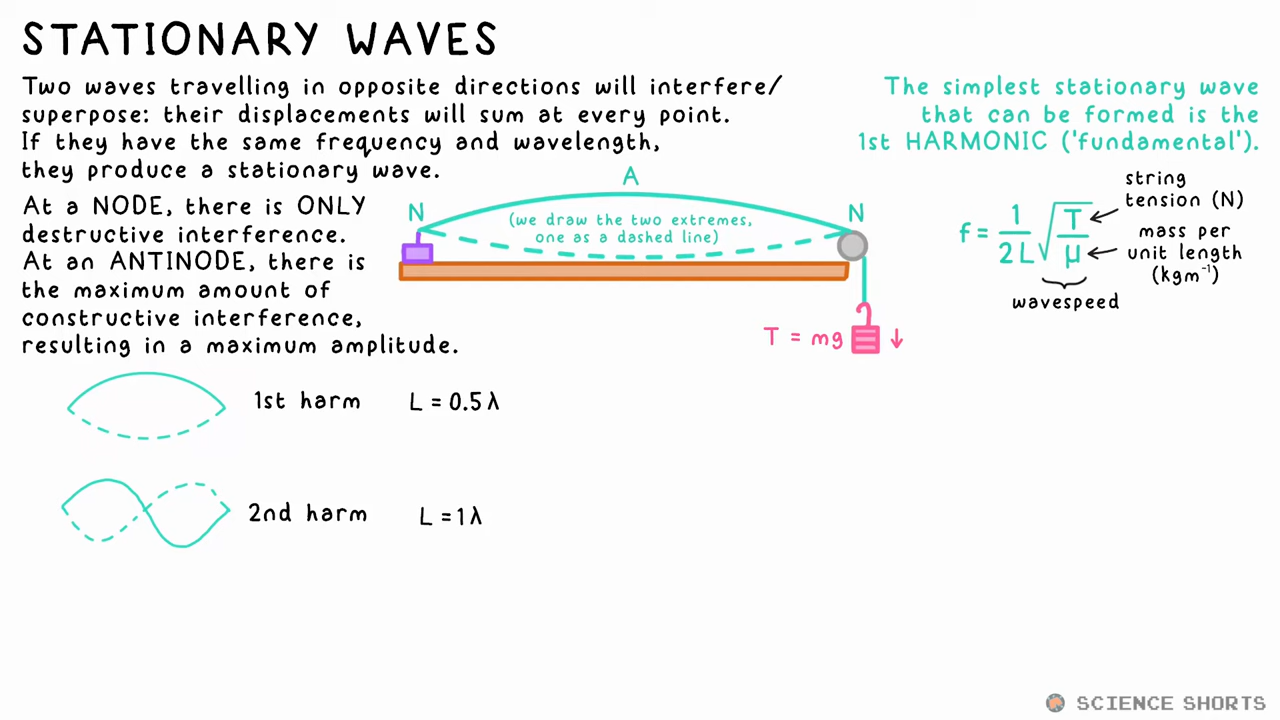 STATIONARY WAVES
Two waves travelling in opposite directions will interfere/
superpose: their displacements will sum at every point.
If they have the same frequency and wavelength,
they produce a stationary wave.
At a NODE, there is ONLY
destructive interference.
At an ANTINODE, there is
the maximum amount of
constructive interference,
resulting in a maximum amplitude.
N
A
N
(we draw the two extremes,
one as a dashed line)
T = mg
The simplest stationary wave
that can be formed is the
1st HARMONIC ('fundamental').
f = 1/2L √T/μ
string
tension (N)
mass per
unit length
(kgm⁻¹)
wavespeed
1st harm L = 0.5 λ
2nd harm L = 1 λ
SCIENCE SHORTS